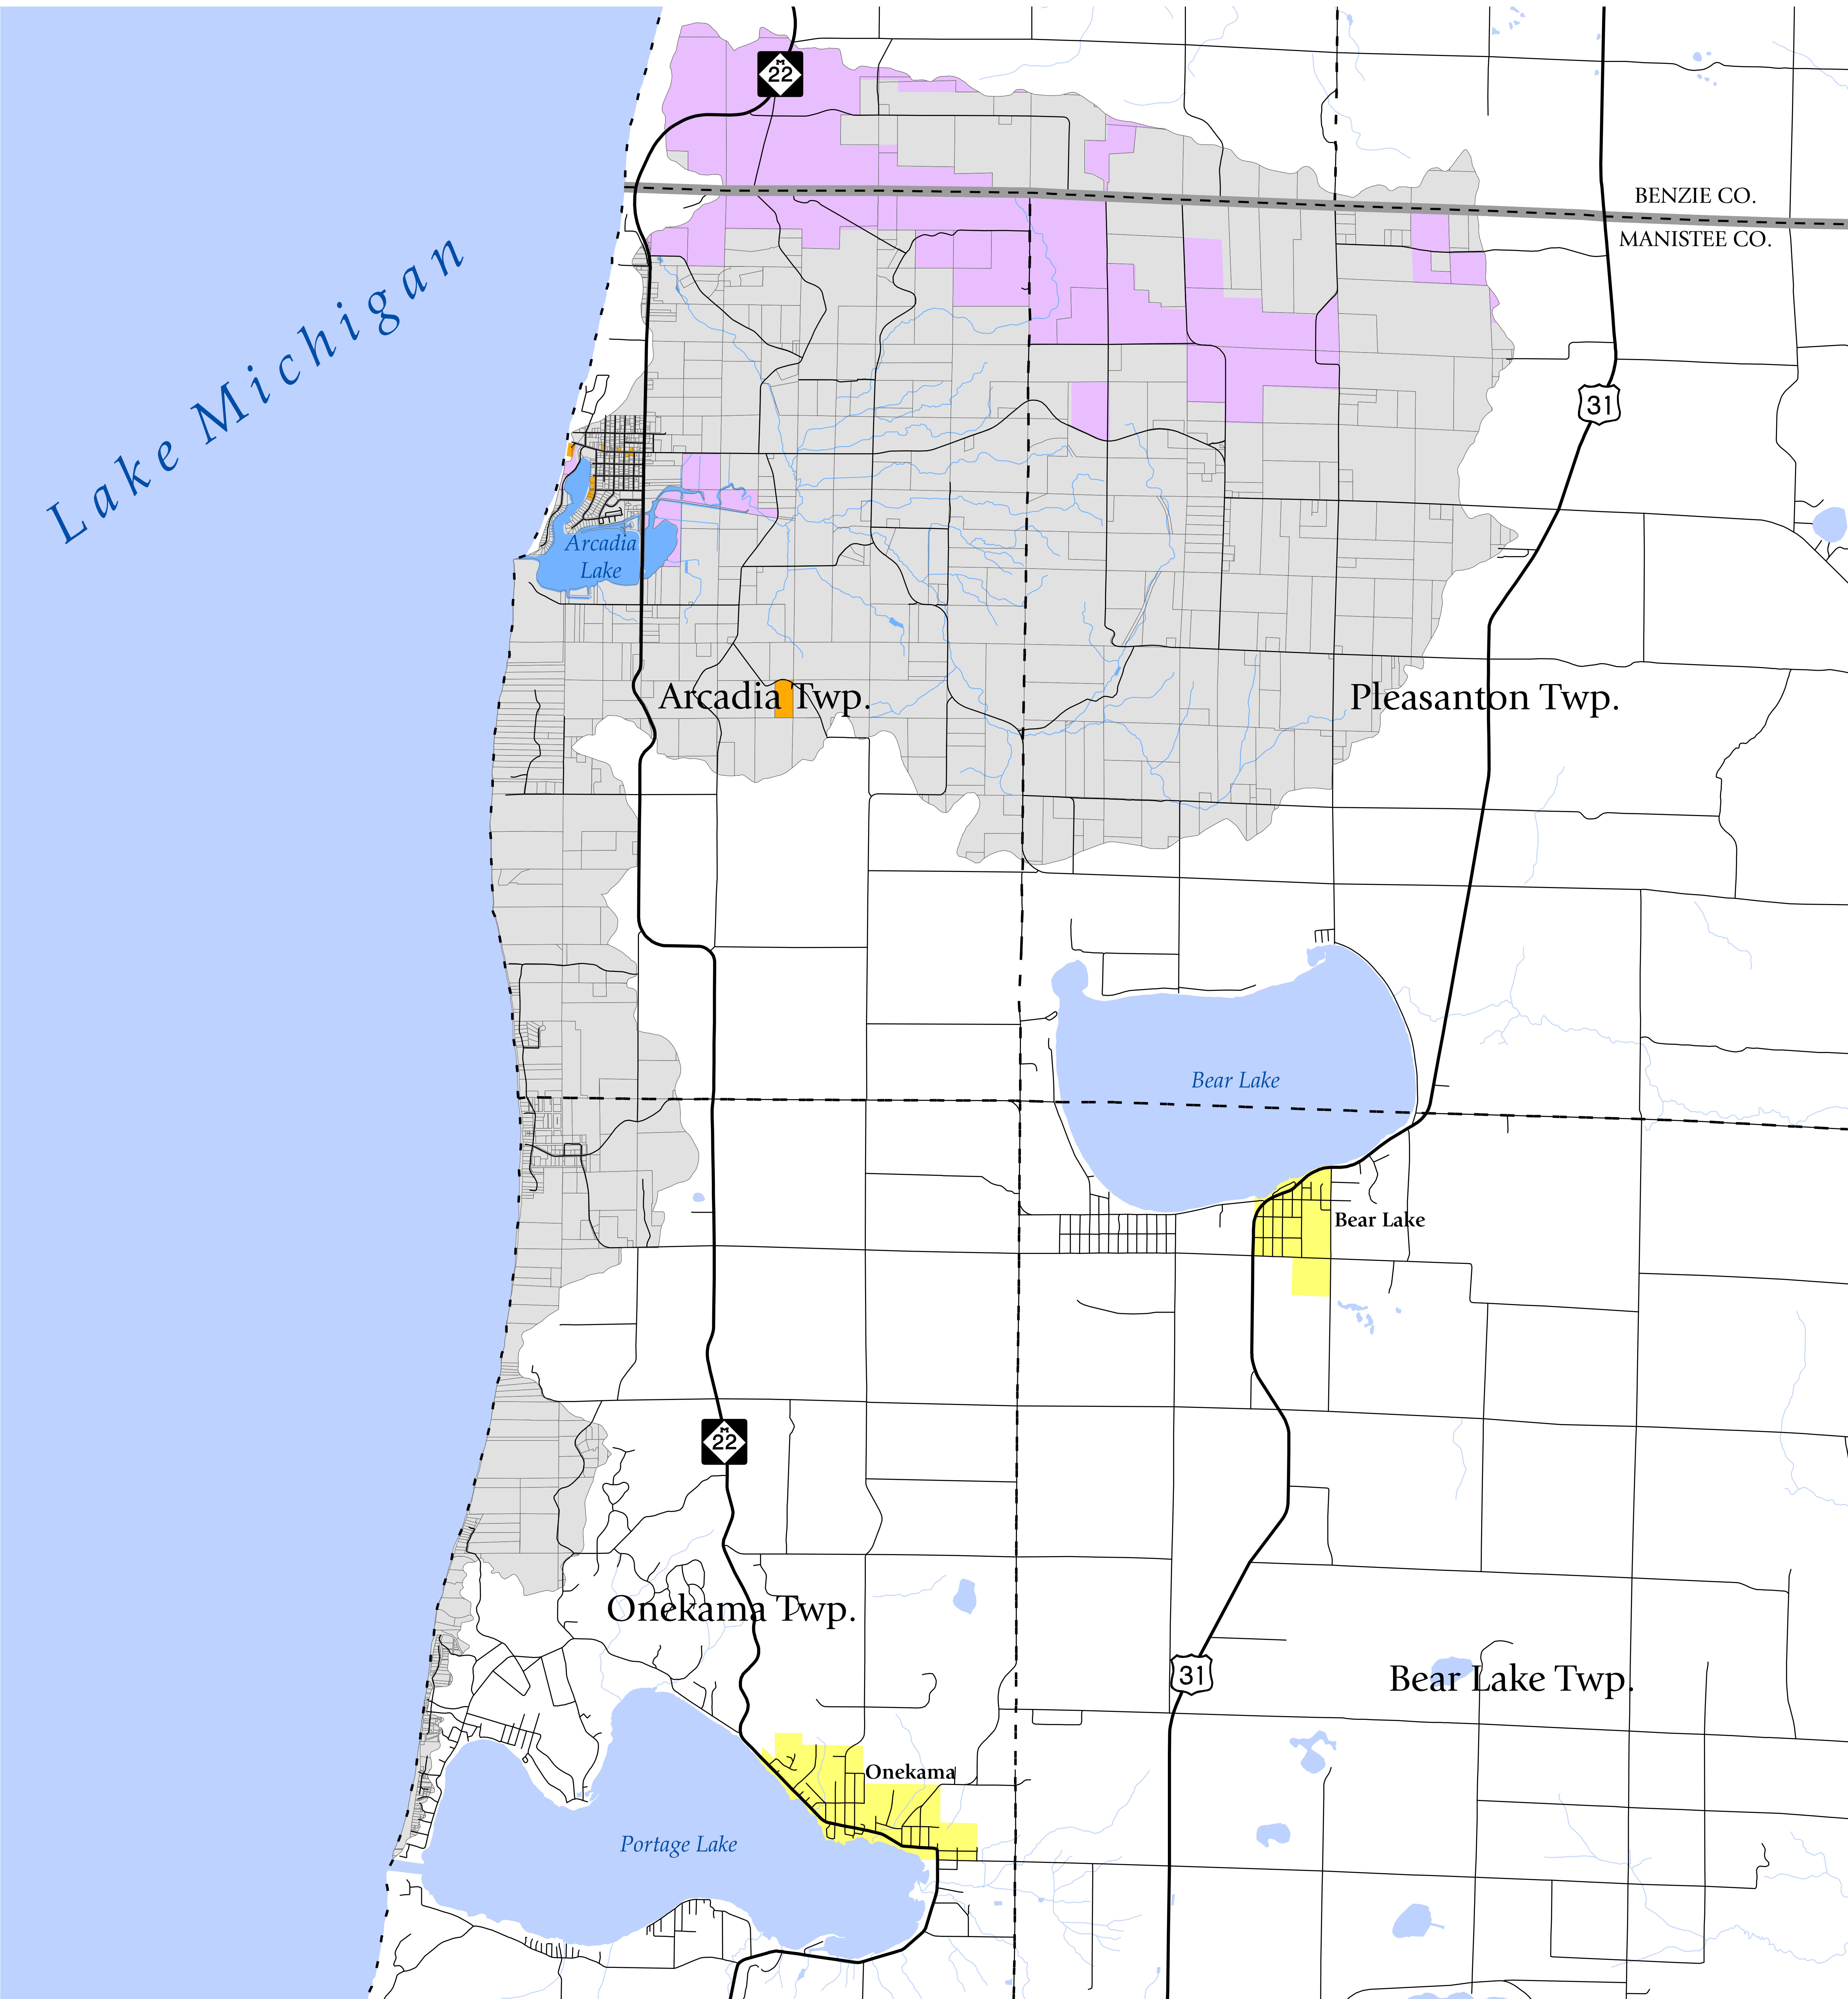 M
22
BENZIE CO.
MANISTEE CO.
Lake Michigan
31
Arcadia
Lake
Arcadia Twp.
Pleasanton Twp.
Bear Lake
Bear Lake
M
22
Onekama Twp.
31
Bear Lake Twp.
Onekama
Portage Lake